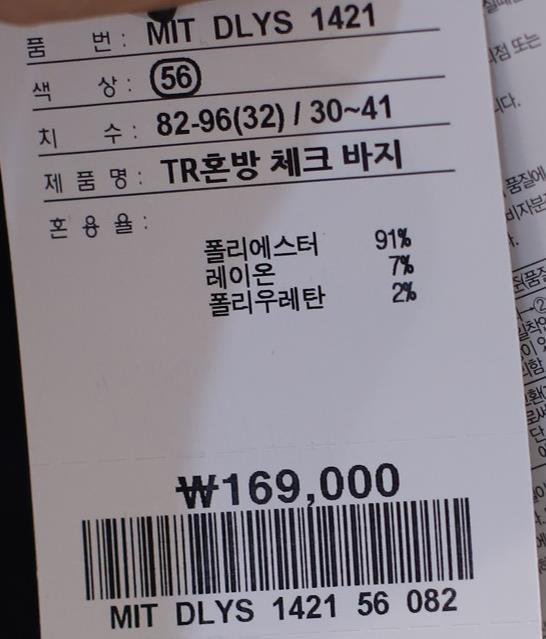 품 번 : MIT DLYS 1421
색 상 : 56
치 수 : 82-96(32) / 30~41
제 품 명 : TR혼방 체크 바지
혼 용 율 :
폴리에스터 91%
레이온 7%
폴리우레탄 2%
₩169,000
MIT DLYS 1421 56 082